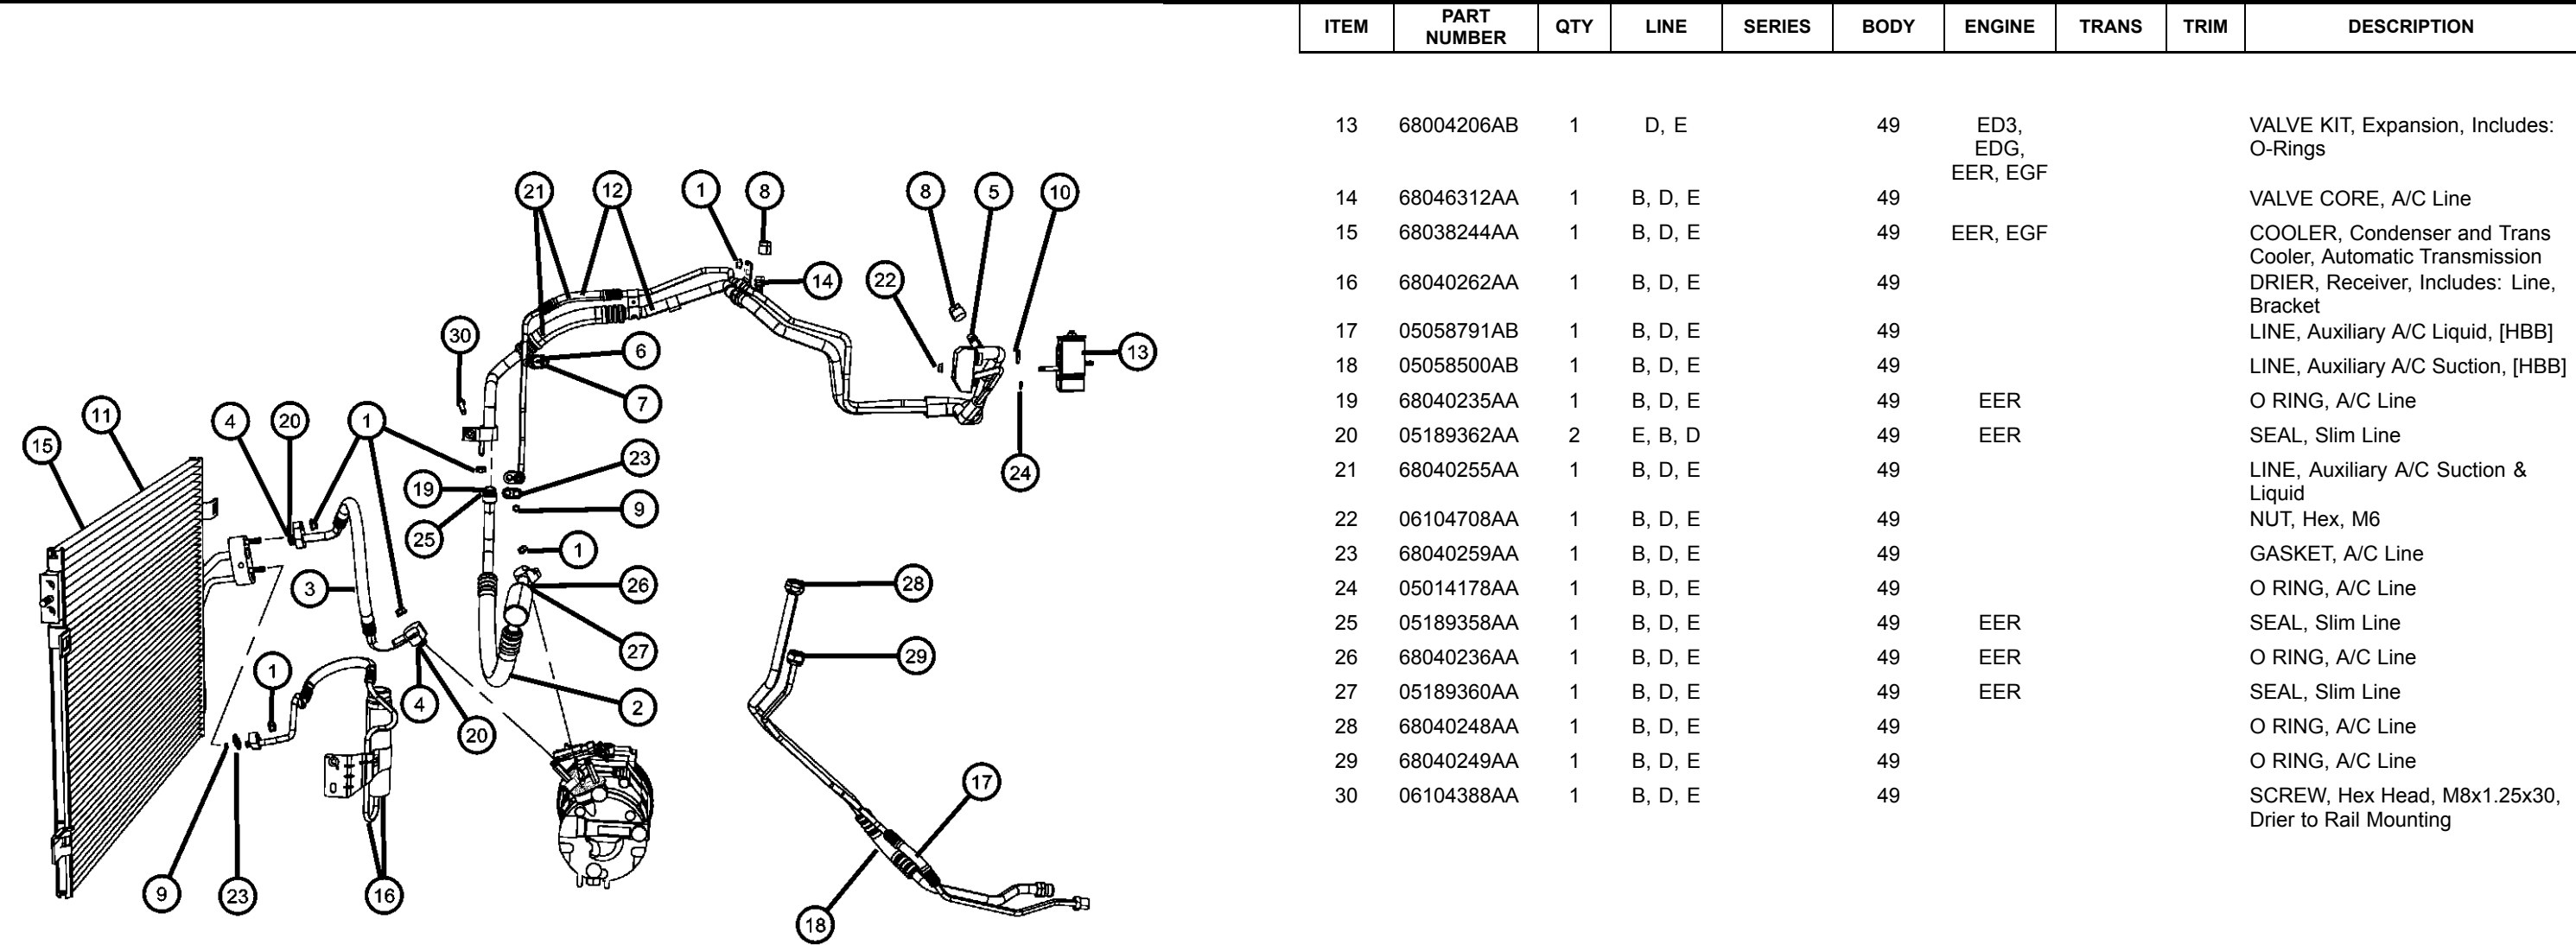 ITEM PART NUMBER QTY LINE SERIES BODY ENGINE TRANS TRIM DESCRIPTION
13 68004206AB 1 D, E 49 ED3, VALVE KIT, Expansion, Includes:
EDG, O-Rings
EER, EGF
14 68046312AA 1 B, D, E 49 VALVE CORE, A/C Line
15 68038244AA 1 B, D, E 49 EER, EGF COOLER, Condenser and Trans
Cooler, Automatic Transmission
16 68040262AA 1 B, D, E 49 DRIER, Receiver, Includes: Line,
Bracket
17 05058791AB 1 B, D, E 49 LINE, Auxiliary A/C Liquid, [HBB]
18 05058500AB 1 B, D, E 49 LINE, Auxiliary A/C Suction, [HBB]
19 68040235AA 1 B, D, E 49 EER O RING, A/C Line
20 05189362AA 2 E, B, D 49 EER SEAL, Slim Line
21 68040255AA 1 B, D, E 49 LINE, Auxiliary A/C Suction &
Liquid
22 06104708AA 1 B, D, E 49 NUT, Hex, M6
23 68040259AA 1 B, D, E 49 GASKET, A/C Line
24 05014178AA 1 B, D, E 49 O RING, A/C Line
25 05189358AA 1 B, D, E 49 EER SEAL, Slim Line
26 68040236AA 1 B, D, E 49 EER O RING, A/C Line
27 05189360AA 1 B, D, E 49 EER SEAL, Slim Line
28 68040248AA 1 B, D, E 49 O RING, A/C Line
29 68040249AA 1 B, D, E 49 O RING, A/C Line
30 06104388AA 1 B, D, E 49 SCREW, Hex Head, M8x1.25x30,
Drier to Rail Mounting
21 12 1 8 8 5 10
14 22
30 6 13
7
11 4 20 1
15 23
19 24
9
25 1
3 26 28
27 29
1
4 2
20
17
9 23 16
18